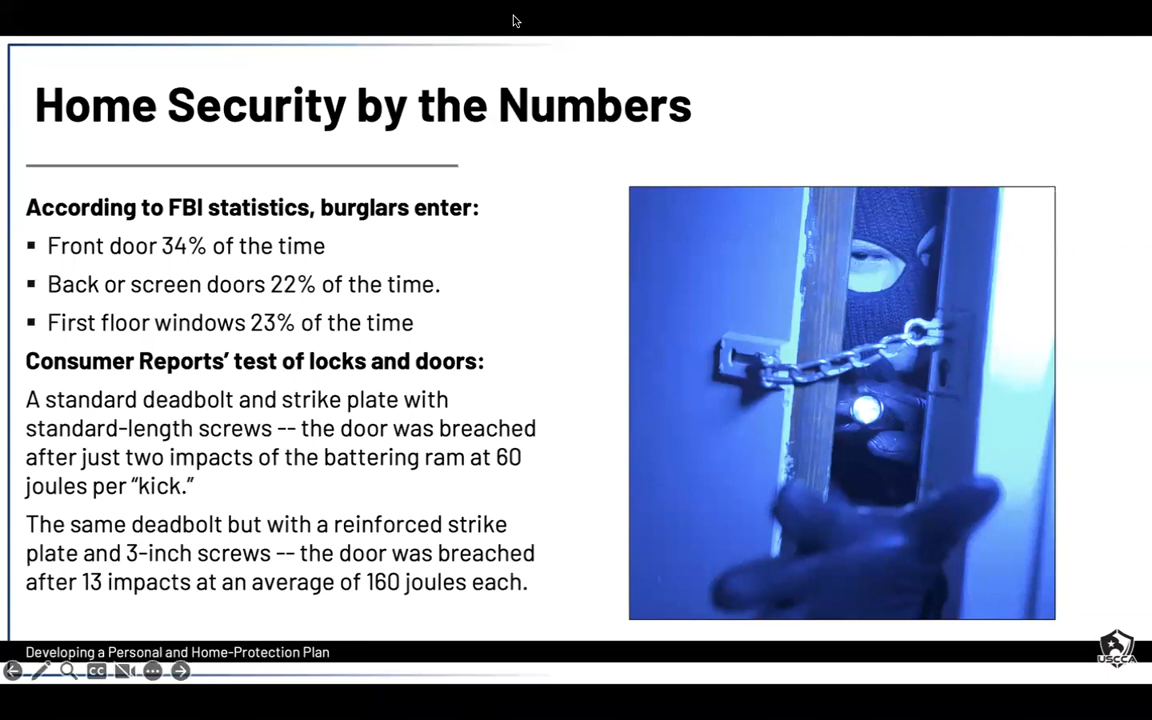 Home Security by the Numbers
According to FBI statistics, burglars enter:
▪ Front door 34% of the time
▪ Back or screen doors 22% of the time.
▪ First floor windows 23% of the time
Consumer Reports’ test of locks and doors:
A standard deadbolt and strike plate with
standard-length screws -- the door was breached
after just two impacts of the battering ram at 60
joules per “kick.”
The same deadbolt but with a reinforced strike
plate and 3-inch screws -- the door was breached
after 13 impacts at an average of 160 joules each.
Developing a Personal and Home-Protection Plan
USCCA
CC